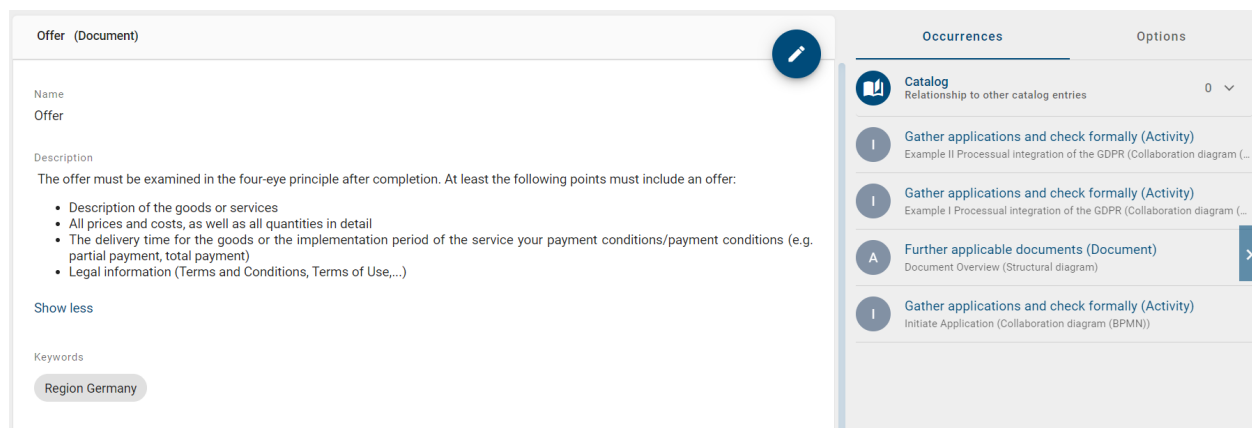 Offer (Document)
Name
Offer
Description
The offer must be examined in the four-eye principle after completion. At least the following points must include an offer:
• Description of the goods or services
• All prices and costs, as well as all quantities in detail
• The delivery time for the goods or the implementation period of the service your payment conditions/payment conditions (e.g.
partial payment, total payment)
• Legal information (Terms and Conditions, Terms of Use,...)
Show less
Keywords
Region Germany
Occurrences
Options
Catalog
Relationship to other catalog entries
0
I
Gather applications and check formally (Activity)
Example II Processual integration of the GDPR (Collaboration diagram (...
I
Gather applications and check formally (Activity)
Example I Processual integration of the GDPR (Collaboration diagram (...
A
Further applicable documents (Document)
Document Overview (Structural diagram)
I
Gather applications and check formally (Activity)
Initiate Application (Collaboration diagram (BPMN))